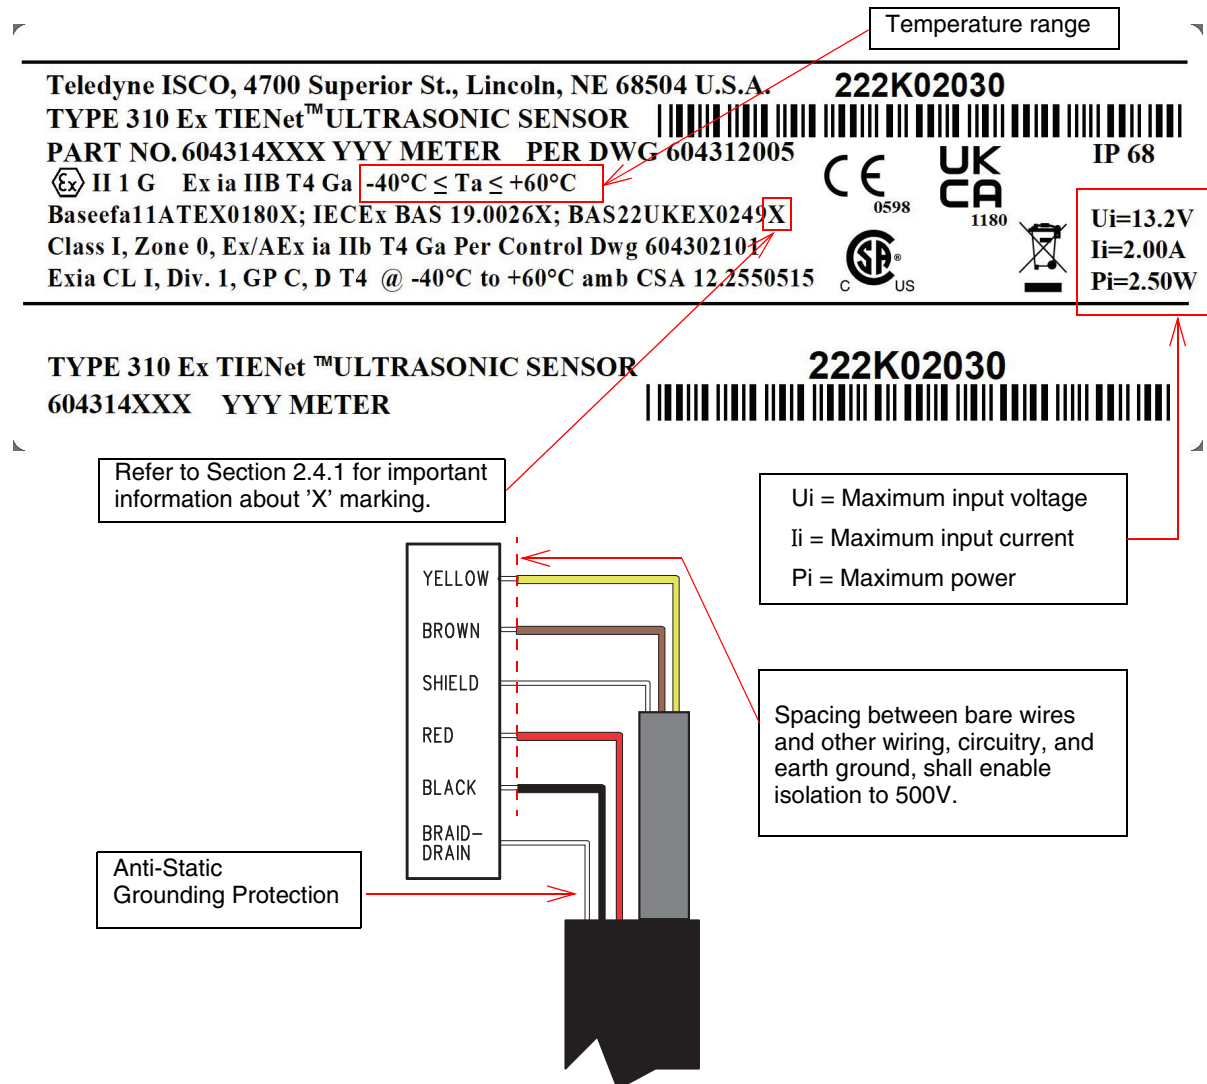 Temperature range
Teledyne ISCO, 4700 Superior St., Lincoln, NE 68504 U.S.A. 222K02030
TYPE 310 Ex TIENet™ULTRASONIC SENSOR
PART NO. 604314XXX YYY METER PER DWG 604312005
IP 68
Ex II 1 G Ex ia IIB T4 Ga -40°C ≤ Ta ≤ +60°C
CE 0598
UK CA 1180
Baseefa11ATEX0180X; IECEx BAS 19.0026X; BAS22UKEX0249X
Class I, Zone 0, Ex/AEx ia IIb T4 Ga Per Control Dwg 604302101
Exia CL I, Div. 1, GP C, D T4 @ -40°C to +60°C amb CSA 12.2550515
C SA ® US
Ui=13.2V
Ii=2.00A
Pi=2.50W
TYPE 310 Ex TIENet ™ULTRASONIC SENSOR 222K02030
604314XXX YYY METER
Refer to Section 2.4.1 for important
information about ’X’ marking.
Ui = Maximum input voltage
Ii = Maximum input current
Pi = Maximum power
YELLOW
BROWN
SHIELD
RED
BLACK
BRAID-
DRAIN
Spacing between bare wires
and other wiring, circuitry, and
earth ground, shall enable
isolation to 500V.
Anti-Static
Grounding Protection